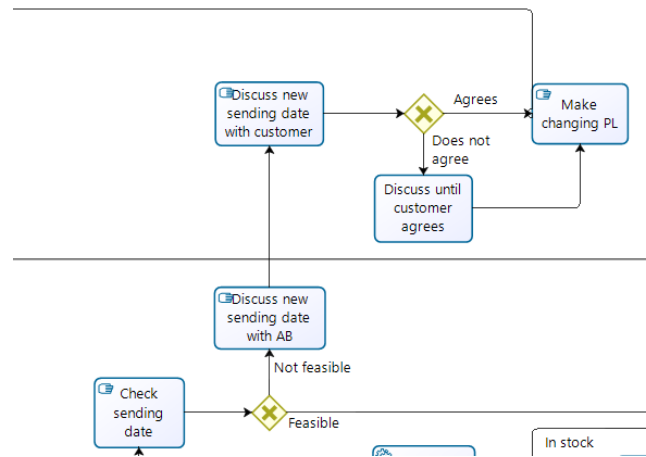 Discuss new
sending date
with customer
Agrees
Make
changing PL
Does not
agree
Discuss until
customer
agrees
Discuss new
sending date
with AB
Not feasible
Check
sending
date
Feasible
In stock